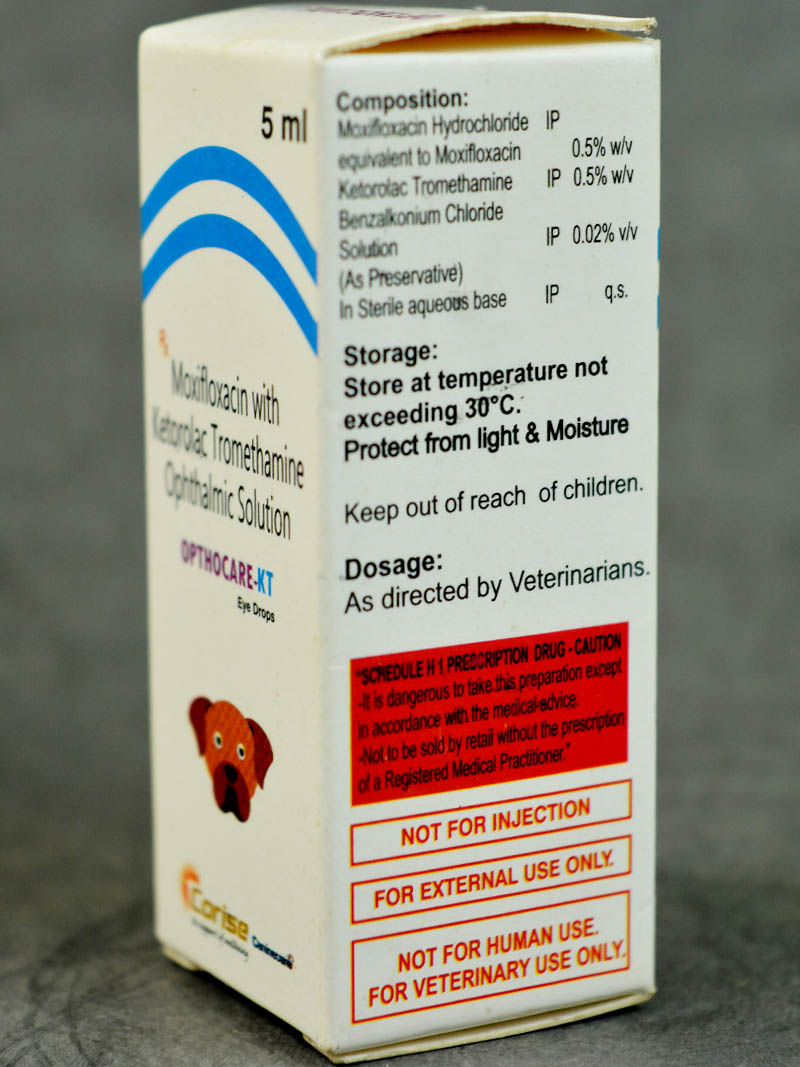 5 ml
Rx
Moxifloxacin with
Ketorolac Tromethamine
Ophthalmic Solution
OPTHOCARE-KT
Eye Drops
Corise
Caninecare
Composition:
Moxifloxacin Hydrochloride IP
equivalent to Moxifloxacin 0.5% w/v
Ketorolac Tromethamine IP 0.5% w/v
Benzalkonium Chloride
Solution IP 0.02% v/v
(As Preservative)
In Sterile aqueous base IP q.s.
Storage:
Store at temperature not
exceeding 30°C.
Protect from light & Moisture
Keep out of reach of children.
Dosage:
As directed by Veterinarians.
"SCHEDULE H 1 PRESCRIPTION DRUG - CAUTION
-It is dangerous to take this preparation except
in accordance with the medical advice.
-Not to be sold by retail without the prescription
of a Registered Medical Practitioner."
NOT FOR INJECTION
FOR EXTERNAL USE ONLY.
NOT FOR HUMAN USE.
FOR VETERINARY USE ONLY.